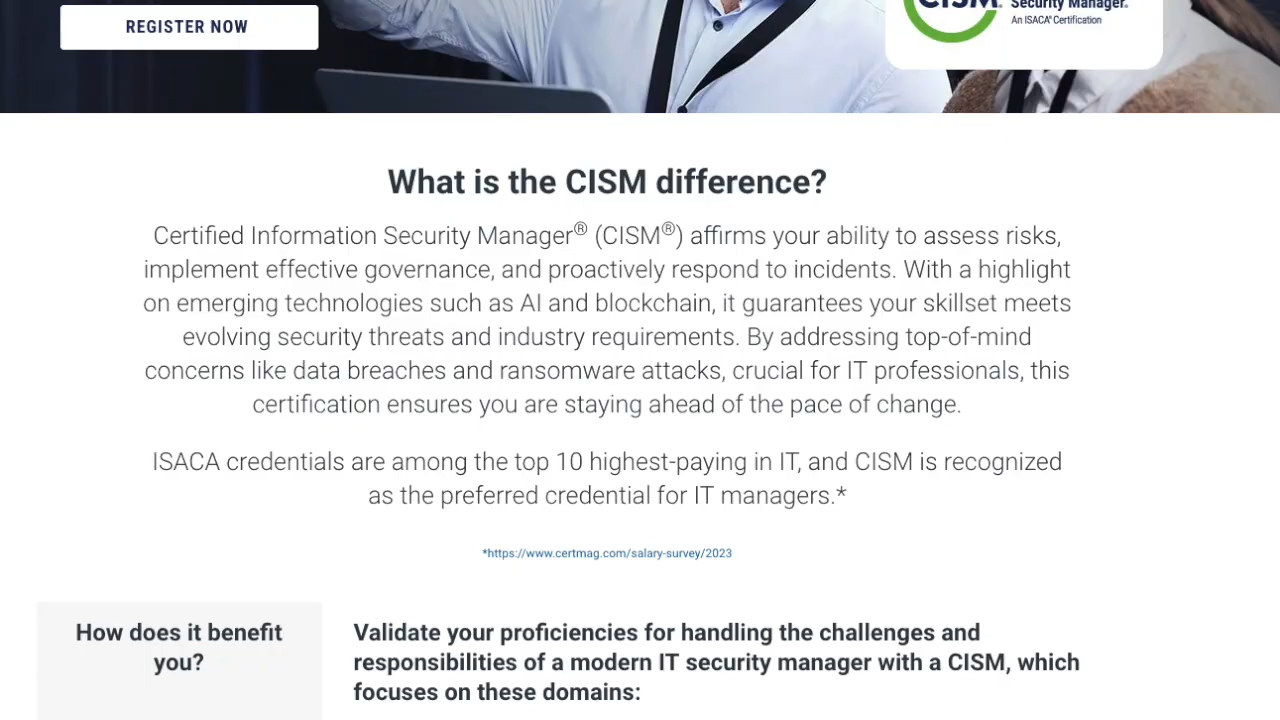 REGISTER NOW
CISM®
Security Manager®
An ISACA® Certification
What is the CISM difference?
Certified Information Security Manager® (CISM®) affirms your ability to assess risks,
implement effective governance, and proactively respond to incidents. With a highlight
on emerging technologies such as AI and blockchain, it guarantees your skillset meets
evolving security threats and industry requirements. By addressing top-of-mind
concerns like data breaches and ransomware attacks, crucial for IT professionals, this
certification ensures you are staying ahead of the pace of change.
ISACA credentials are among the top 10 highest-paying in IT, and CISM is recognized
as the preferred credential for IT managers.*
*https://www.certmag.com/salary-survey/2023
How does it benefit
you?
Validate your proficiencies for handling the challenges and
responsibilities of a modern IT security manager with a CISM, which
focuses on these domains: